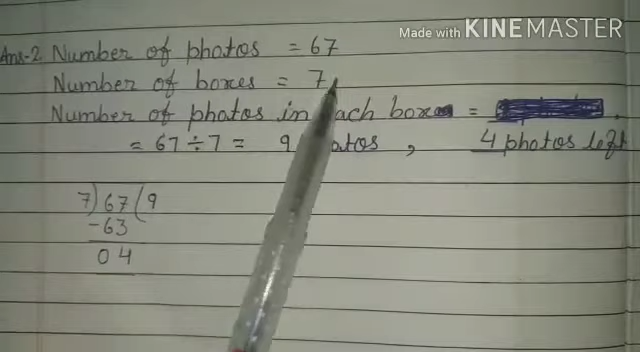 Made with KINEMASTER
Ans-2 Number of photos = 67
Number of boxes = 7
Number of photos in each box =
= 67 ÷ 7 = 9 photos, 4 photos left
7) 67 (9
-63
04